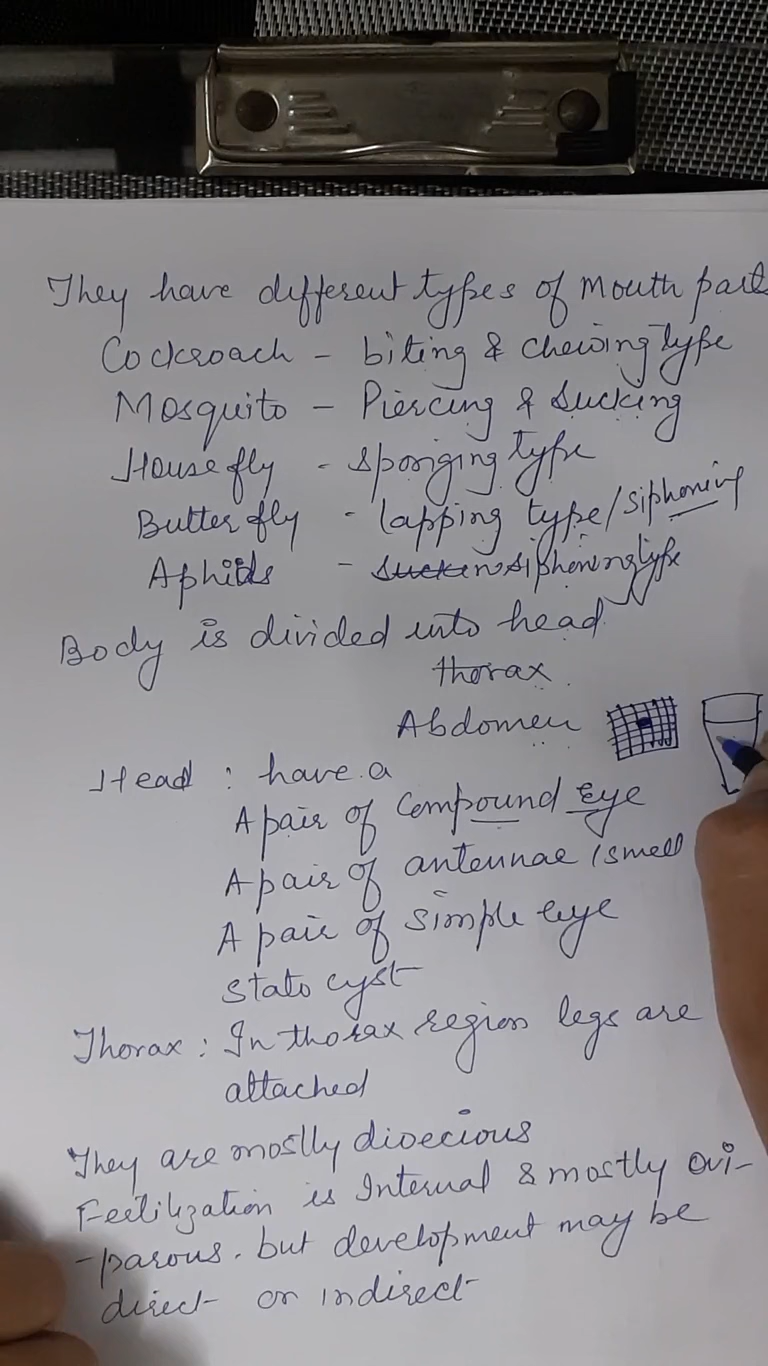 They have different types of Mouth part
Cockroach - biting & chewing type
Mosquito - Piercing & Sucking
Housefly - Sponging type
Butterfly - lapping type/siphoning
Aphids - siphoning type
Body is divided into head
thorax
Abdomen
Head : have a
A pair of compound Eye
A pair of antennae / smell
A pair of simple eye
stato cyst
Thorax : In thorax region legs are
attached
They are mostly dioecious
Fertilization is Internal & mostly Ovi-
-parous. but development may be
direct or indirect